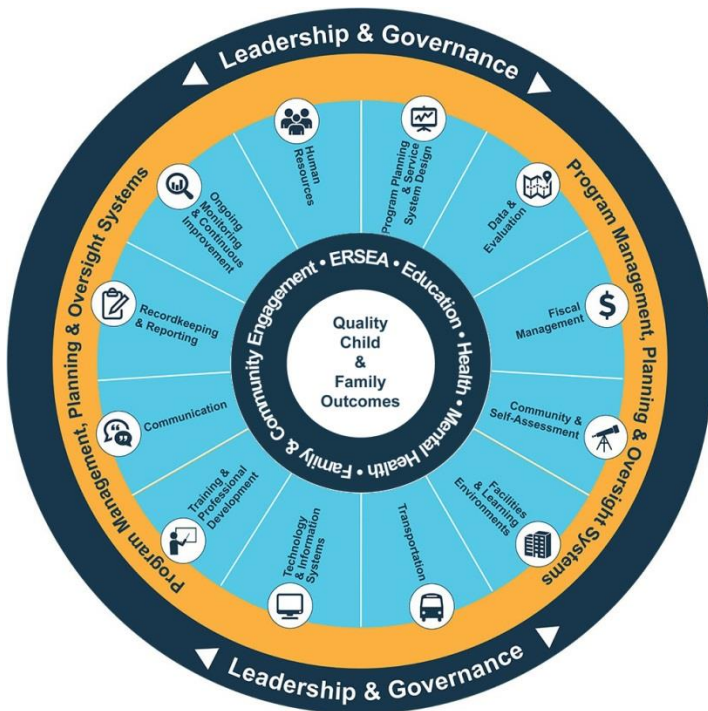 Leadership & Governance
Program Management, Planning & Oversight Systems
Program Management, Planning & Oversight Systems
Program Planning
& Service
System Design
Data &
Evaluation
Fiscal
Management
Community &
Self-Assessment
Facilities
& Learning
Environments
Transportation
Technology
& Information
Systems
Training &
Professional
Development
Communication
Recordkeeping
& Reporting
Ongoing
Monitoring
& Continuous
Improvement
Human
Resources
ERSEA • Education • Health • Mental Health • Family & Community Engagement •
Quality
Child
&
Family
Outcomes
$
Leadership & Governance